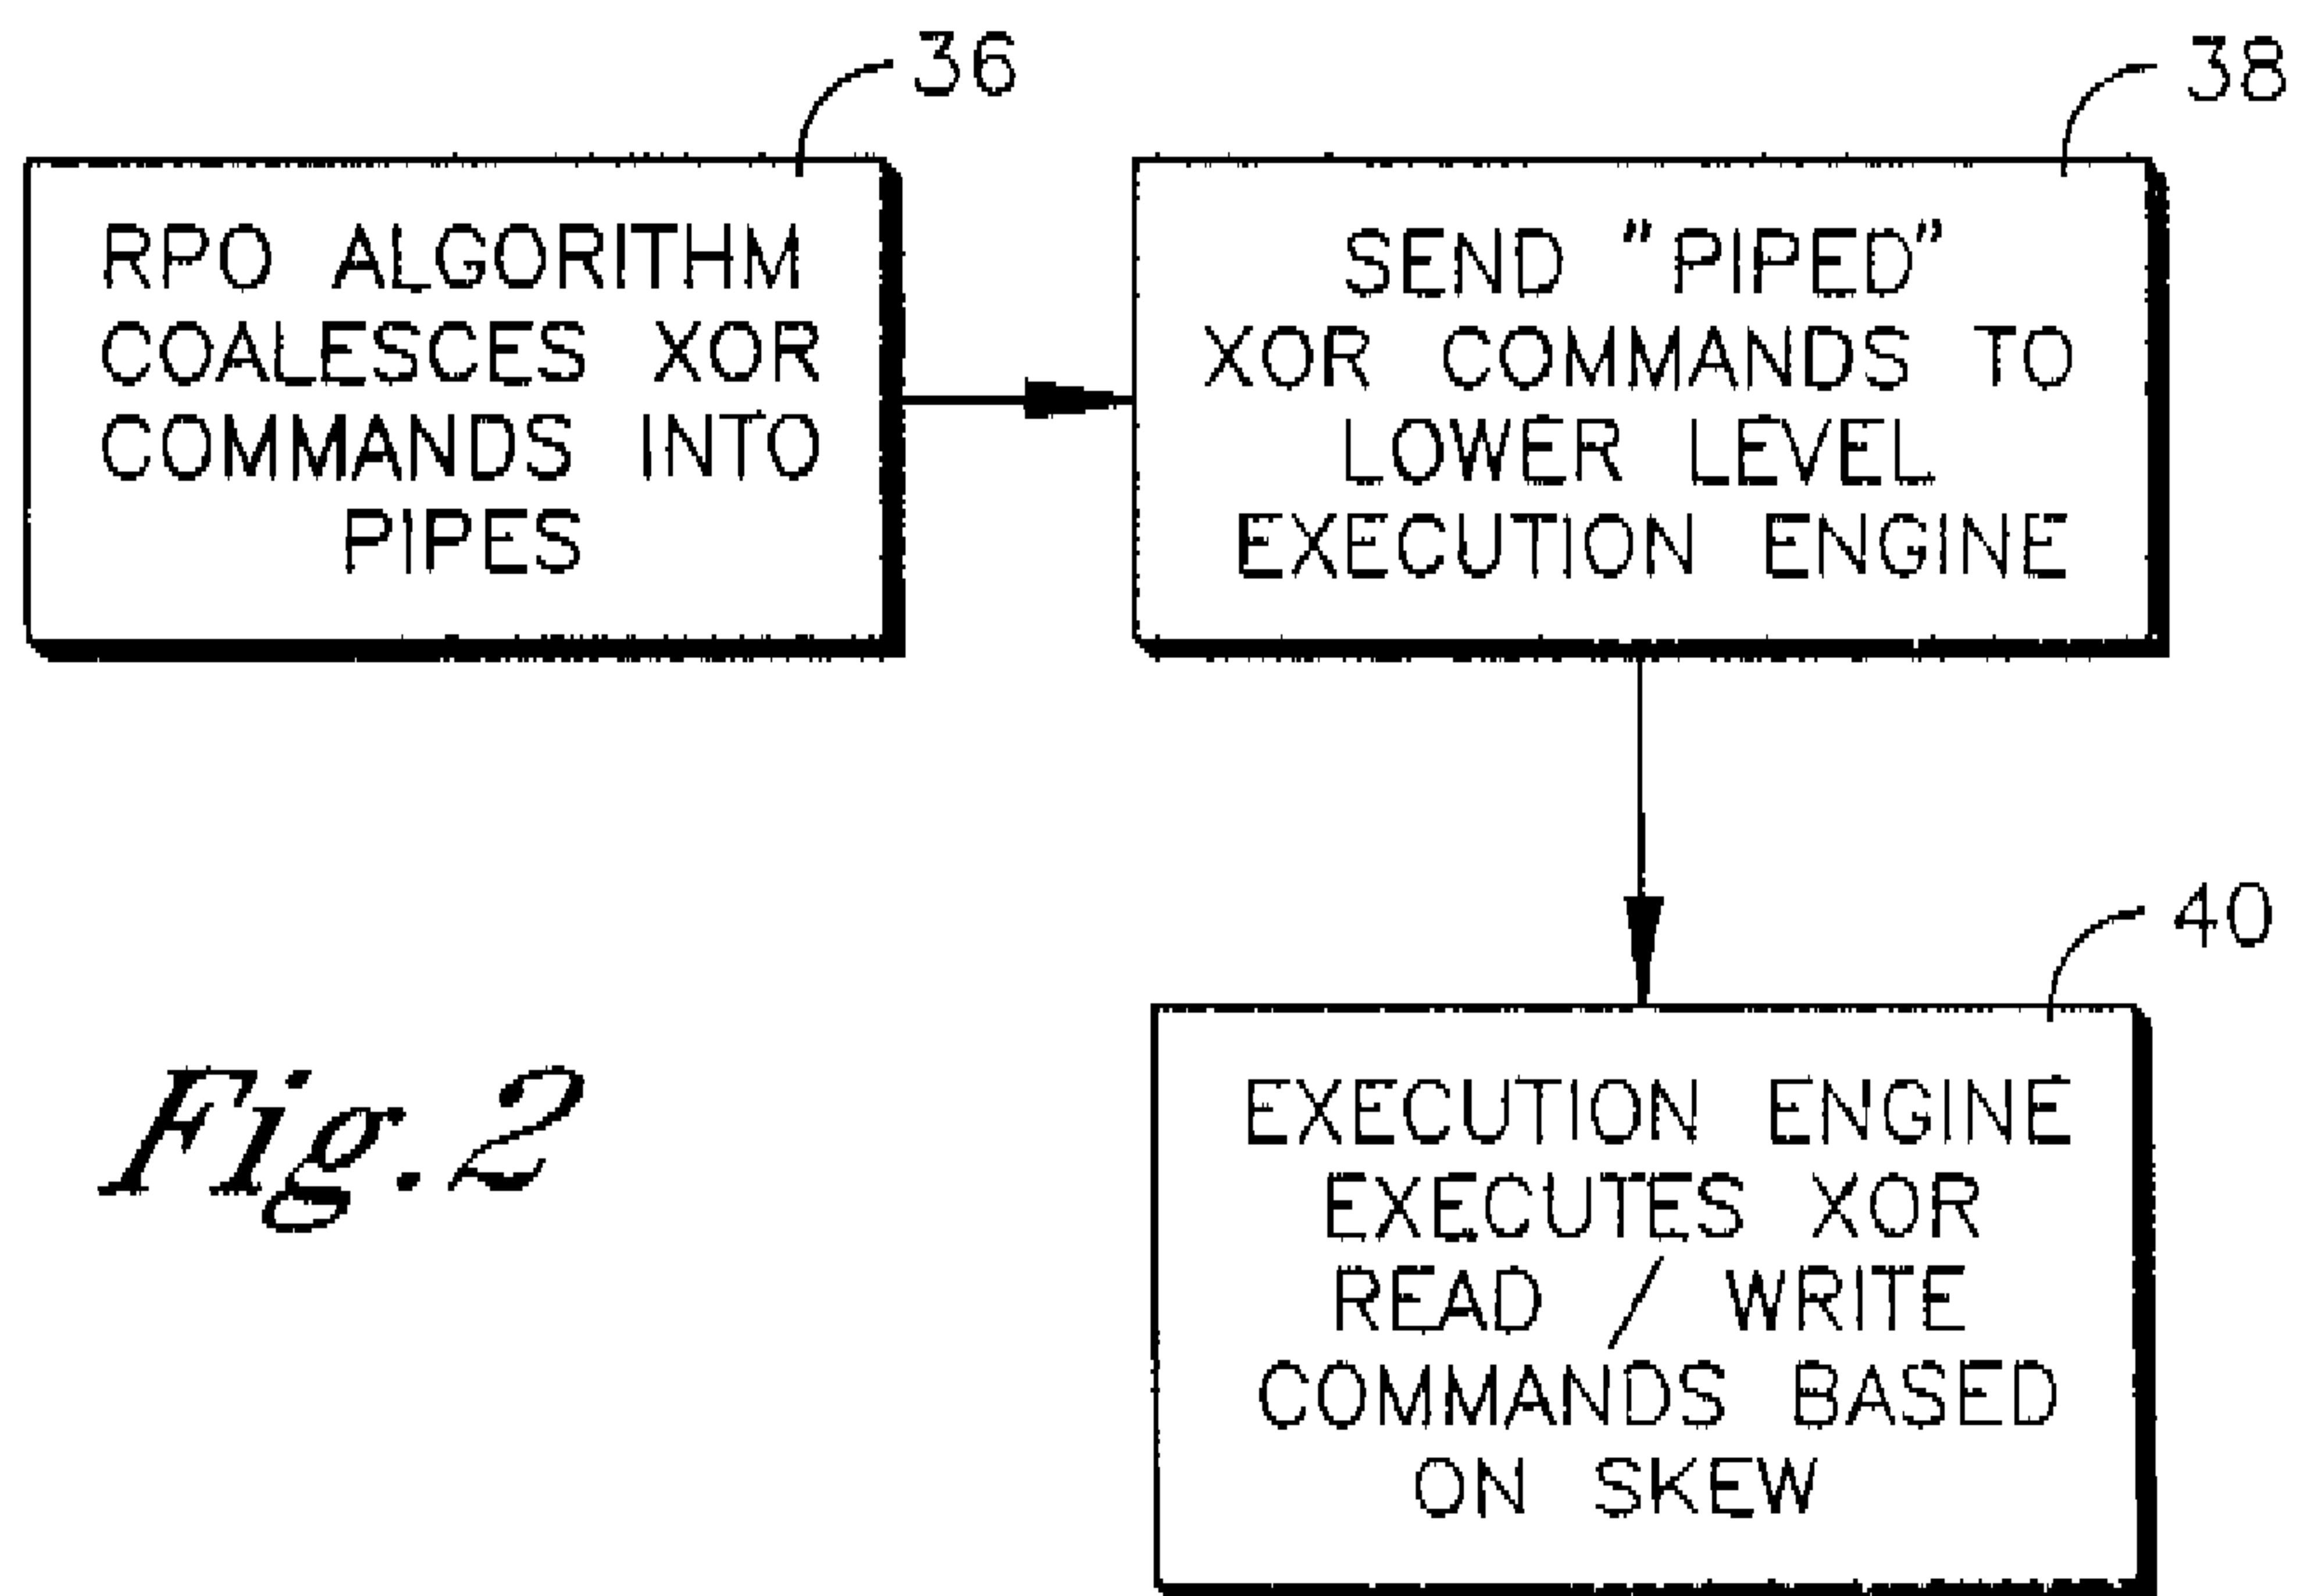 36
RPO ALGORITHM
COALESCES XOR
COMMANDS INTO
PIPES
38
SEND "PIPED"
XOR COMMANDS TO
LOWER LEVEL
EXECUTION ENGINE
40
EXECUTION ENGINE
EXECUTES XOR
READ / WRITE
COMMANDS BASED
ON SKEW
Fig. 2